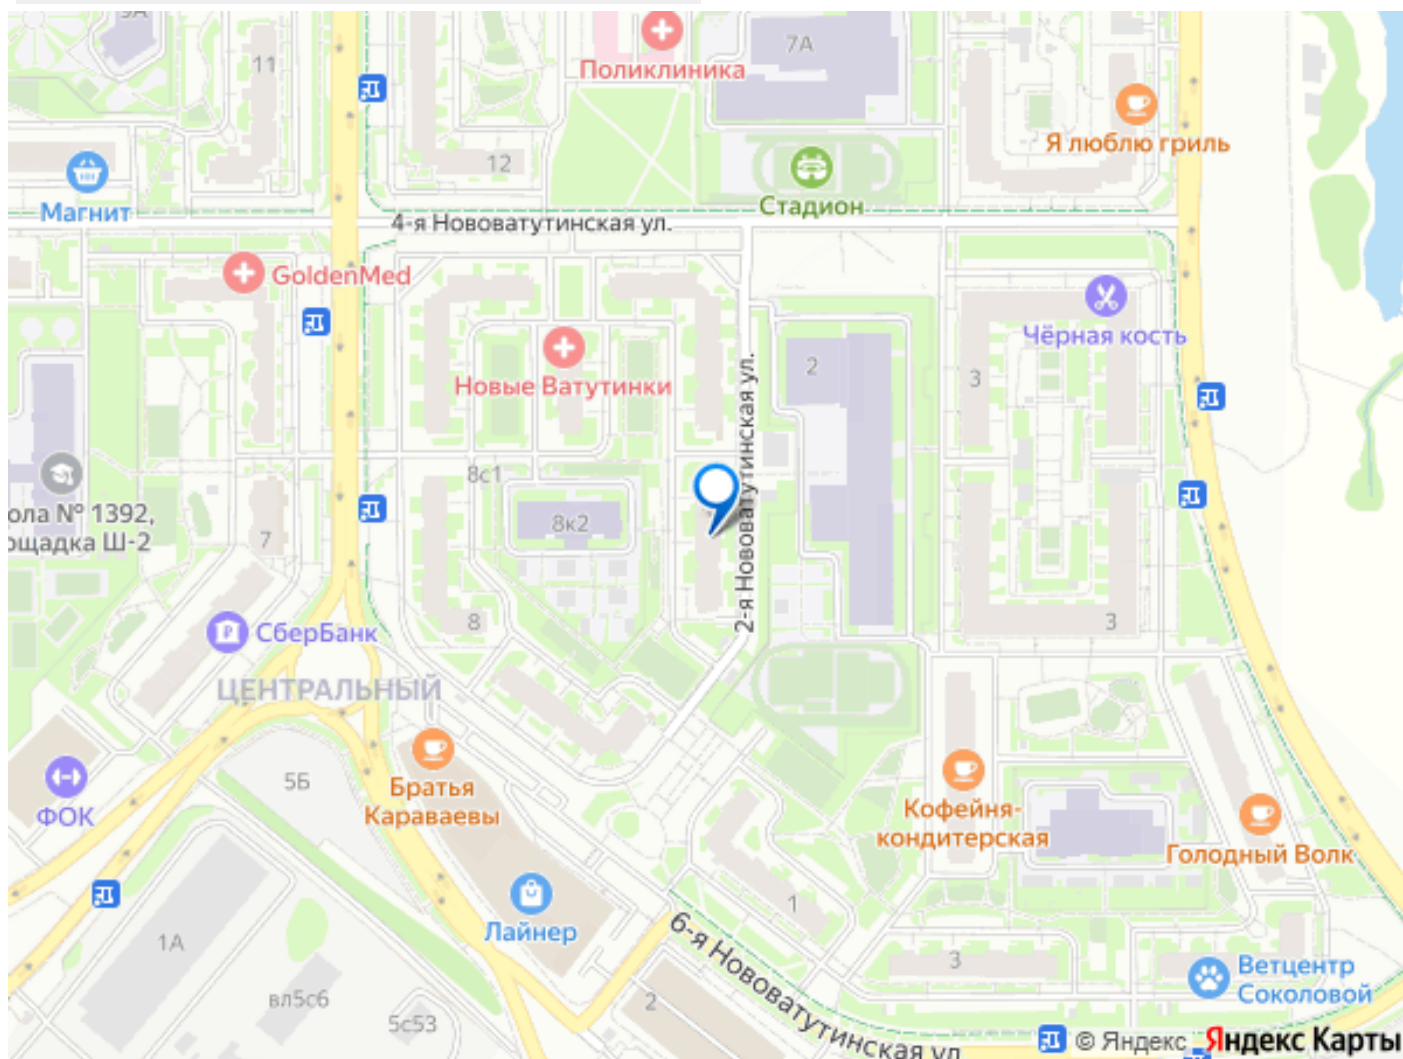 9А
11
Поликлиника
7А
Я люблю гриль
12
Магнит
Стадион
4-я Нововатутинская ул.
GoldenMed
Чёрная кость
Новые Ватутинки
2
3
2-я Нововатутинская ул.
8с1
8к2
ола № 1392,
ощадка Ш-2
7
СберБанк
8
3
ЦЕНТРАЛЬНЫЙ
5Б
ФОК
Братья
Караваевы
Кофейня-
кондитерская
Голодный Волк
Лайнер
1
1А
6-я Нововатутинская ул.
3
Ветцентр
Соколовой
вл5с6
5с53
2
© Яндекс Яндекс Карты